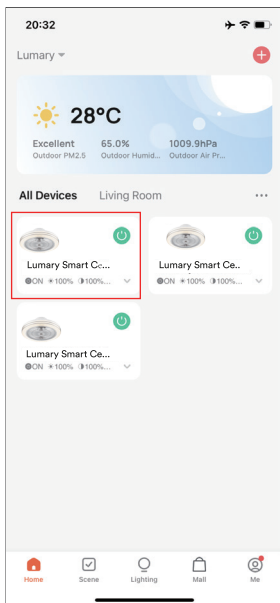 20:32
Lumary
28°C
Excellent 65.0% 1009.9hPa
Outdoor PM2.5 Outdoor Humid... Outdoor Air Pr...
All Devices Living Room ...
Lumary Smart Ce... Lumary Smart Ce..
ON 100% 100%... ON 100% 100%...
Lumary Smart Ce...
ON 100% 100%...
Home Scene Lighting Mall Me